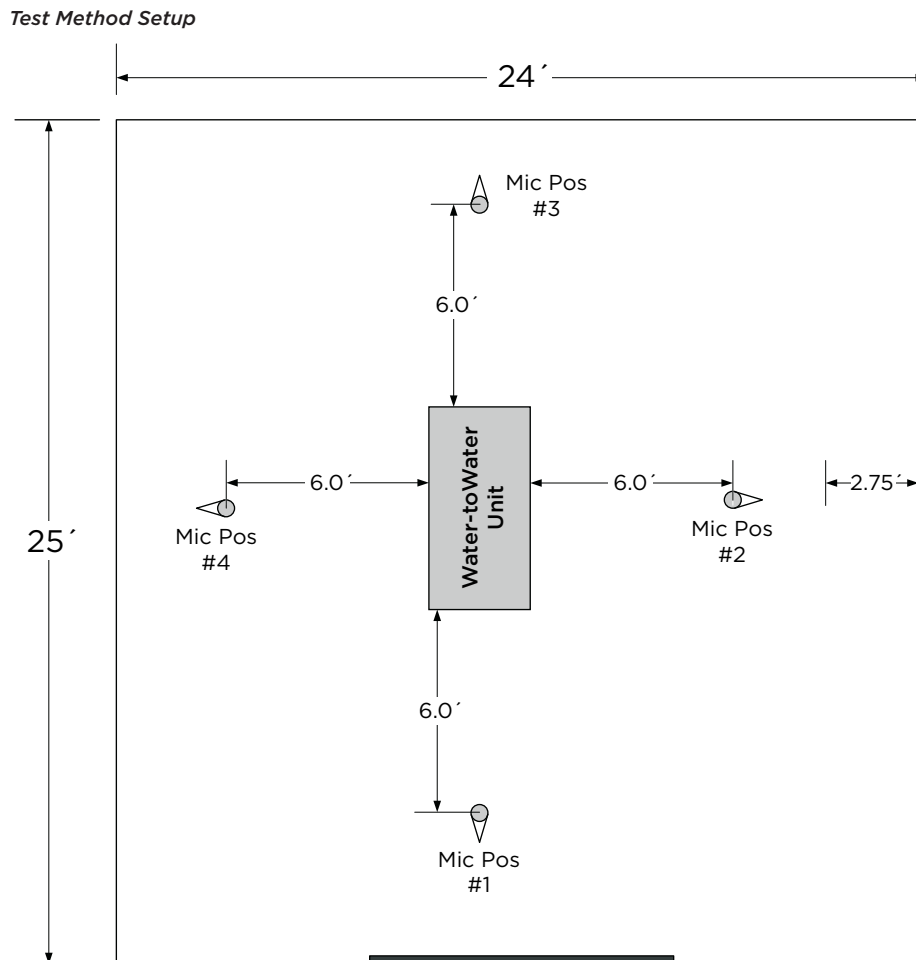 Test Method Setup
24´
Mic Pos
#3
6.0´
Water-toWater
Unit
6.0´
6.0´
2.75´
Mic Pos
#4
Mic Pos
#2
25´
6.0´
Mic Pos
#1